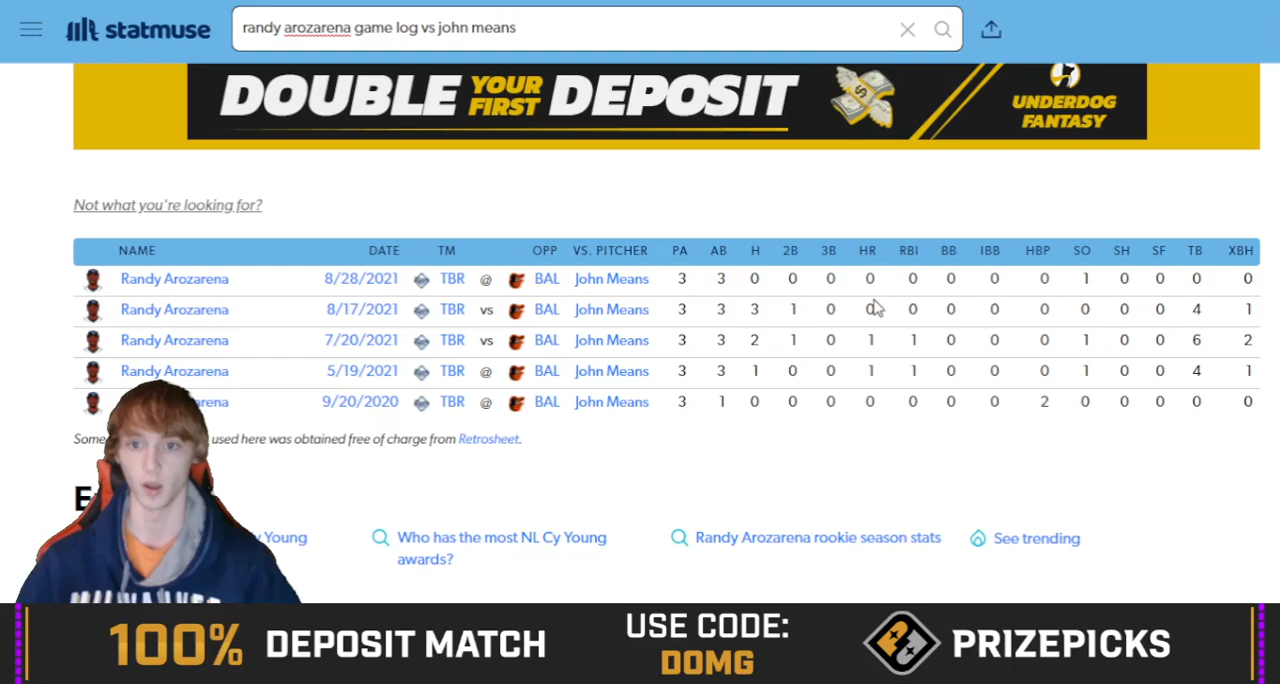 statmuse
randy arozarena game log vs john means
DOUBLE YOUR FIRST DEPOSIT
UNDERDOG FANTASY
Not what you're looking for?
NAME DATE TM OPP VS. PITCHER PA AB H 2B 3B HR RBI BB IBB HBP SO SH SF TB XBH
Randy Arozarena 8/28/2021 TBR @ BAL John Means 3 3 0 0 0 0 0 0 0 0 1 0 0 0 0
Randy Arozarena 8/17/2021 TBR vs BAL John Means 3 3 3 1 0 0 0 0 0 0 0 0 0 4 1
Randy Arozarena 7/20/2021 TBR vs BAL John Means 3 3 2 1 0 1 1 0 0 0 1 0 0 6 2
Randy Arozarena 5/19/2021 TBR @ BAL John Means 3 3 1 0 0 1 1 0 0 0 1 0 0 4 1
arena 9/20/2020 TBR @ BAL John Means 3 1 0 0 0 0 0 0 0 2 0 0 0 0 0
Some used here was obtained free of charge from Retrosheet.
E
y Young
Who has the most NL Cy Young awards?
Randy Arozarena rookie season stats
See trending
100% DEPOSIT MATCH
USE CODE:
DOMG
PRIZEPICKS